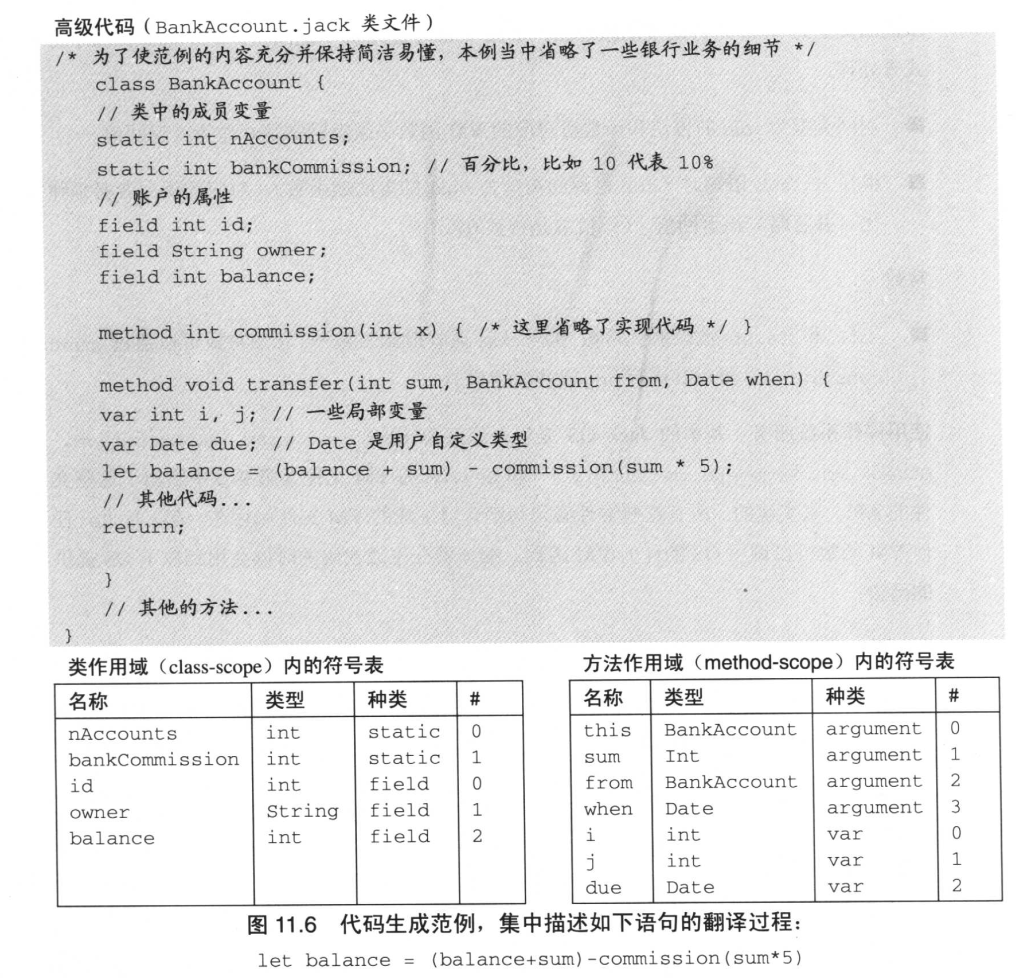 高级代码（BankAccount.jack 类文件）
/* 为了使范例的内容充分并保持简洁易懂，本例当中省略了一些银行业务的细节 */
class BankAccount {
// 类中的成员变量
static int nAccounts;
static int bankCommission; // 百分比，比如 10 代表 10%
// 账户的属性
field int id;
field String owner;
field int balance;
method int commission(int x) { /* 这里省略了实现代码 */ }
method void transfer(int sum, BankAccount from, Date when) {
var int i, j; // 一些局部变量
var Date due; // Date 是用户自定义类型
let balance = (balance + sum) - commission(sum * 5);
// 其他代码...
return;
}
// 其他的方法...
}
类作用域（class-scope）内的符号表
名称 类型 种类 #
nAccounts int static 0
bankCommission int static 1
id int field 0
owner String field 1
balance int field 2
方法作用域（method-scope）内的符号表
名称 类型 种类 #
this BankAccount argument 0
sum Int argument 1
from BankAccount argument 2
when Date argument 3
i int var 0
j int var 1
due Date var 2
图 11.6 代码生成范例，集中描述如下语句的翻译过程：
let balance = (balance+sum)-commission(sum*5)